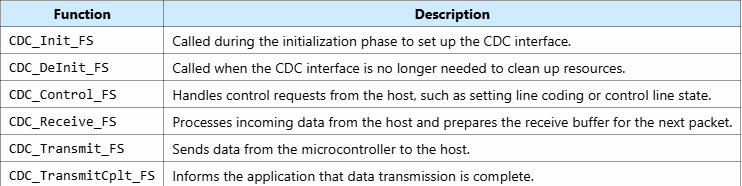 Function Description
CDC_Init_FS Called during the initialization phase to set up the CDC interface.
CDC_DeInit_FS Called when the CDC interface is no longer needed to clean up resources.
CDC_Control_FS Handles control requests from the host, such as setting line coding or control line state.
CDC_Receive_FS Processes incoming data from the host and prepares the receive buffer for the next packet.
CDC_Transmit_FS Sends data from the microcontroller to the host.
CDC_TransmitCplt_FS Informs the application that data transmission is complete.